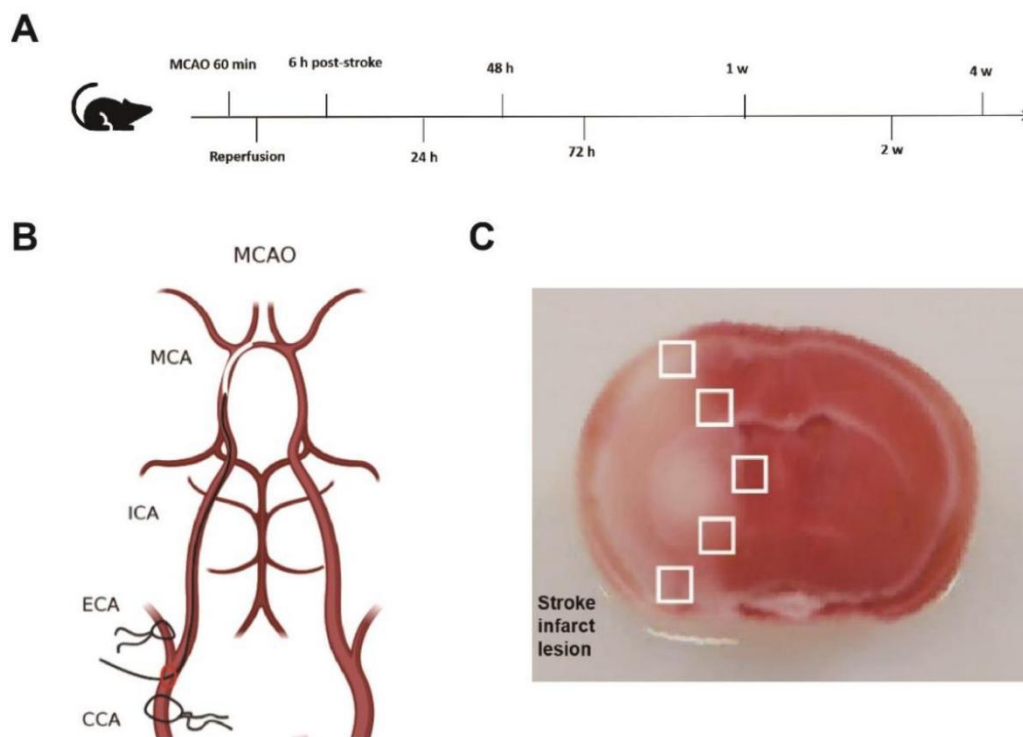 A
MCAO 60 min
6 h post-stroke
48 h
1 w
4 w
Reperfusion
24 h
72 h
2 w
B
MCAO
MCA
ICA
ECA
CCA
C
Stroke
infarct
lesion